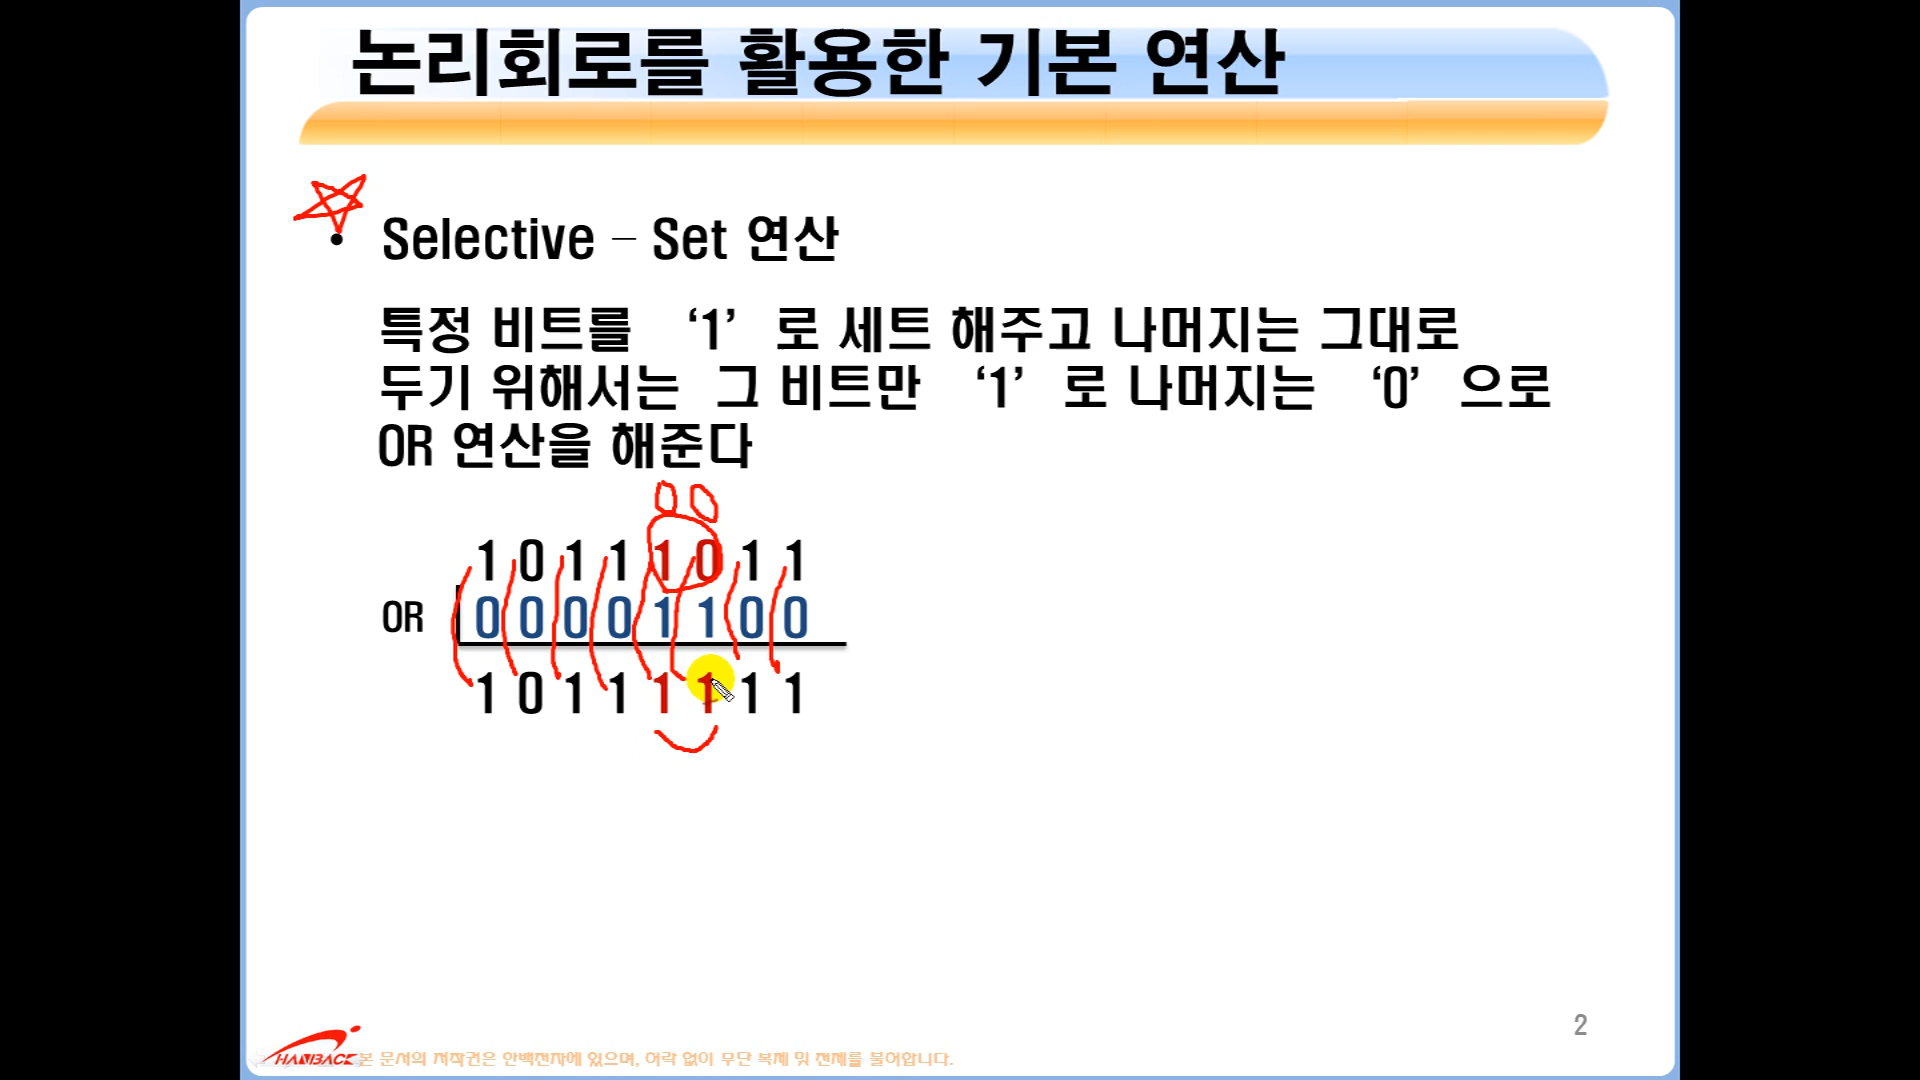 논리회로를 활용한 기본 연산
• Selective – Set 연산
특정 비트를 ‘1’ 로 세트 해주고 나머지는 그대로
두기 위해서는 그 비트만 ‘1’ 로 나머지는 ‘0’ 으로
OR 연산을 해준다
0 0
1 0 1 1 1 0 1 1
OR 0 0 0 0 1 1 0 0
1 0 1 1 1 1 1 1
2
HANBACK 본 문서의 저작권은 한백전자에 있으며, 허락 없이 무단 복제 및 전제를 불허합니다.